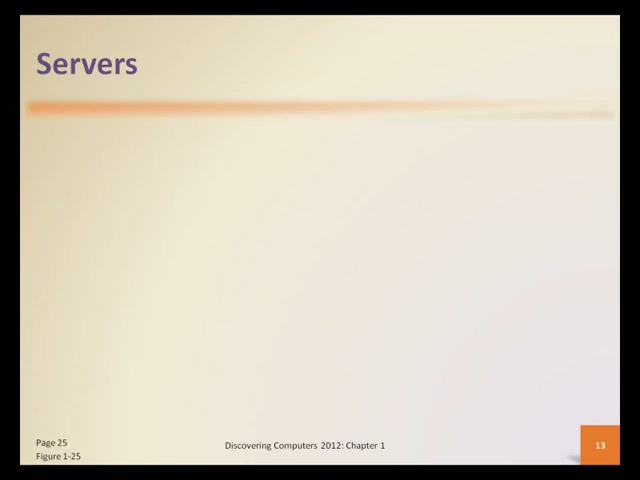 Servers
Page 25
Figure 1-25
Discovering Computers 2012: Chapter 1
13